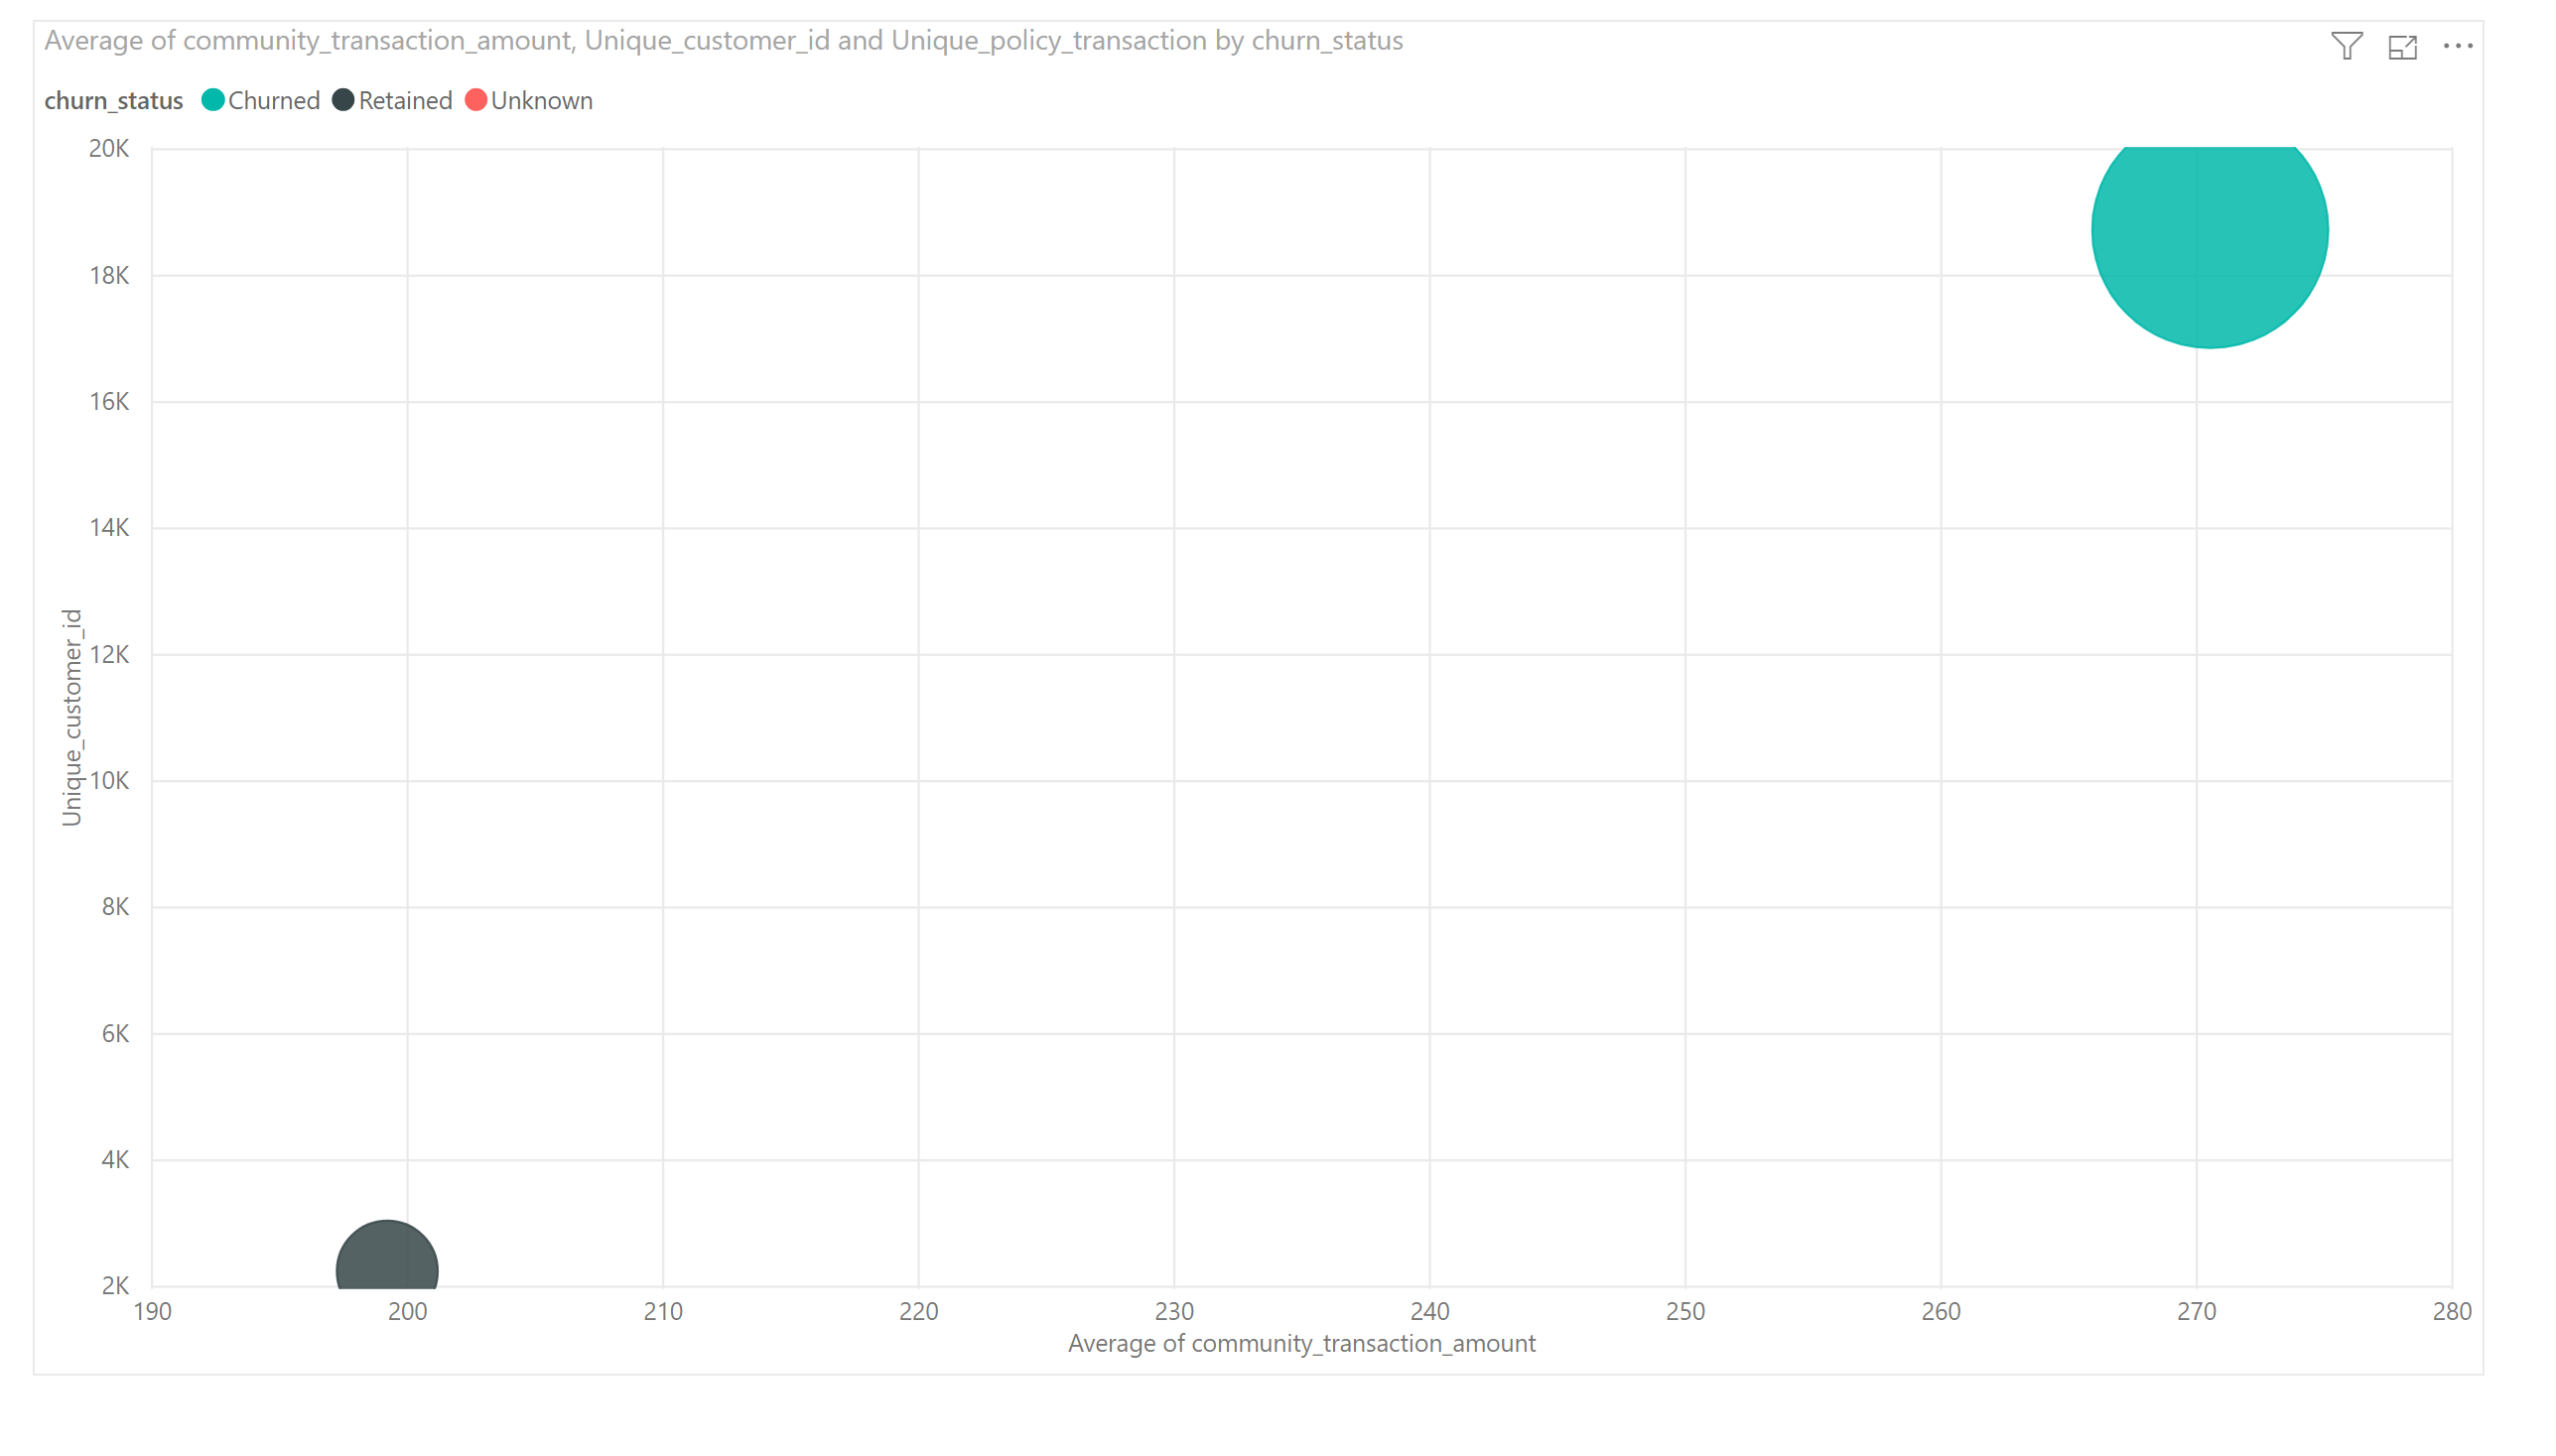 Average of community_transaction_amount, Unique_customer_id and Unique_policy_transaction by churn_status
churn_status Churned Retained Unknown
20K
18K
16K
14K
12K
10K
8K
6K
4K
2K
Unique_customer_id
190 200 210 220 230 240 250 260 270 280
Average of community_transaction_amount